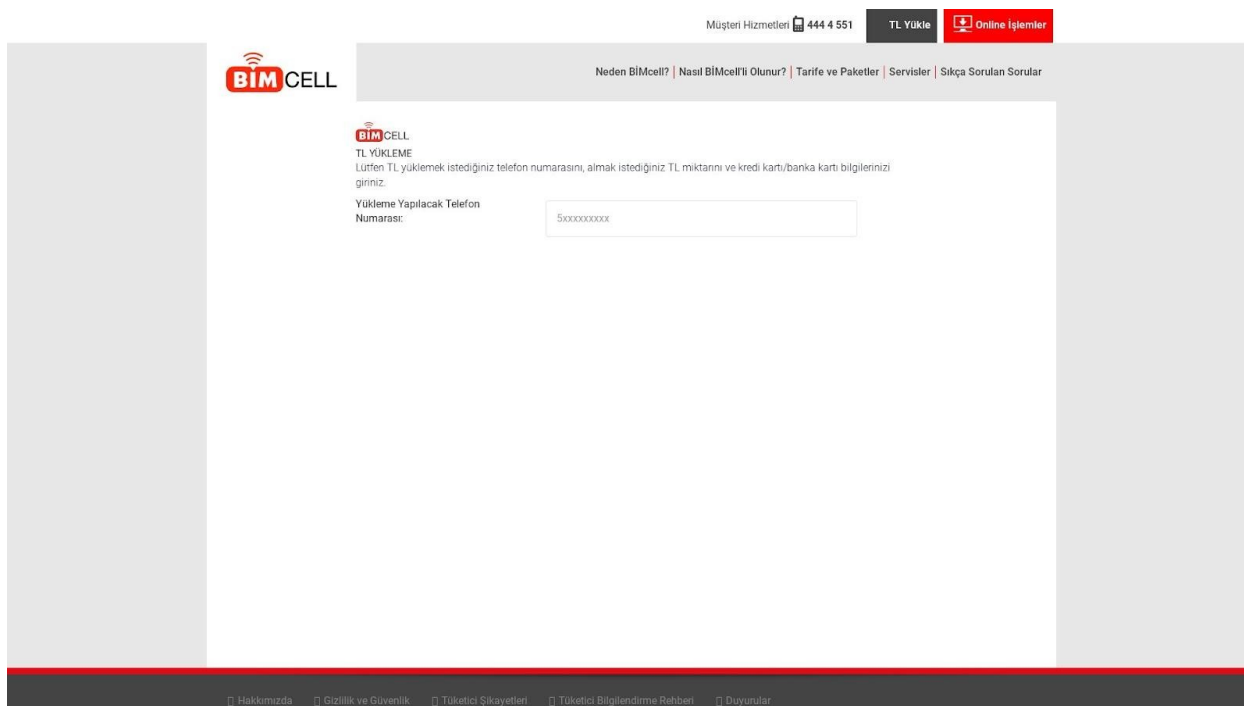 Müşteri Hizmetleri 444 4 551 TL Yükle Online İşlemler
BİM CELL
Neden BİMcell? | Nasıl BİMcell'li Olunur? | Tarife ve Paketler | Servisler | Sıkça Sorulan Sorular
BİM CELL
TL YÜKLEME
Lütfen TL yüklemek istediğiniz telefon numarasını, almak istediğiniz TL miktarını ve kredi kartı/banka kartı bilgilerinizi
giriniz.
Yükleme Yapılacak Telefon
Numarası:
5xxxxxxxxx
Hakkımızda Gizlilik ve Güvenlik Tüketici Şikayetleri Tüketici Bilgilendirme Rehberi Duyurular